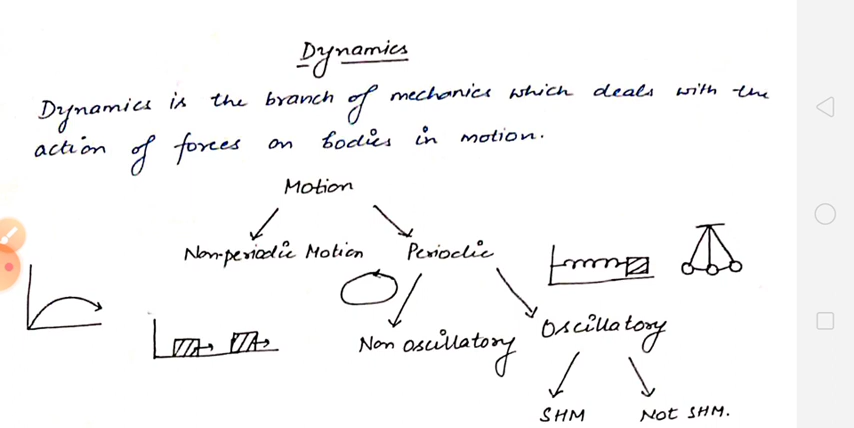 Dynamics
Dynamics is the branch of mechanics which deals with the
action of forces on bodies in motion.
Motion
Non-periodic Motion Periodic
Non oscillatory Oscillatory
SHM Not SHM.